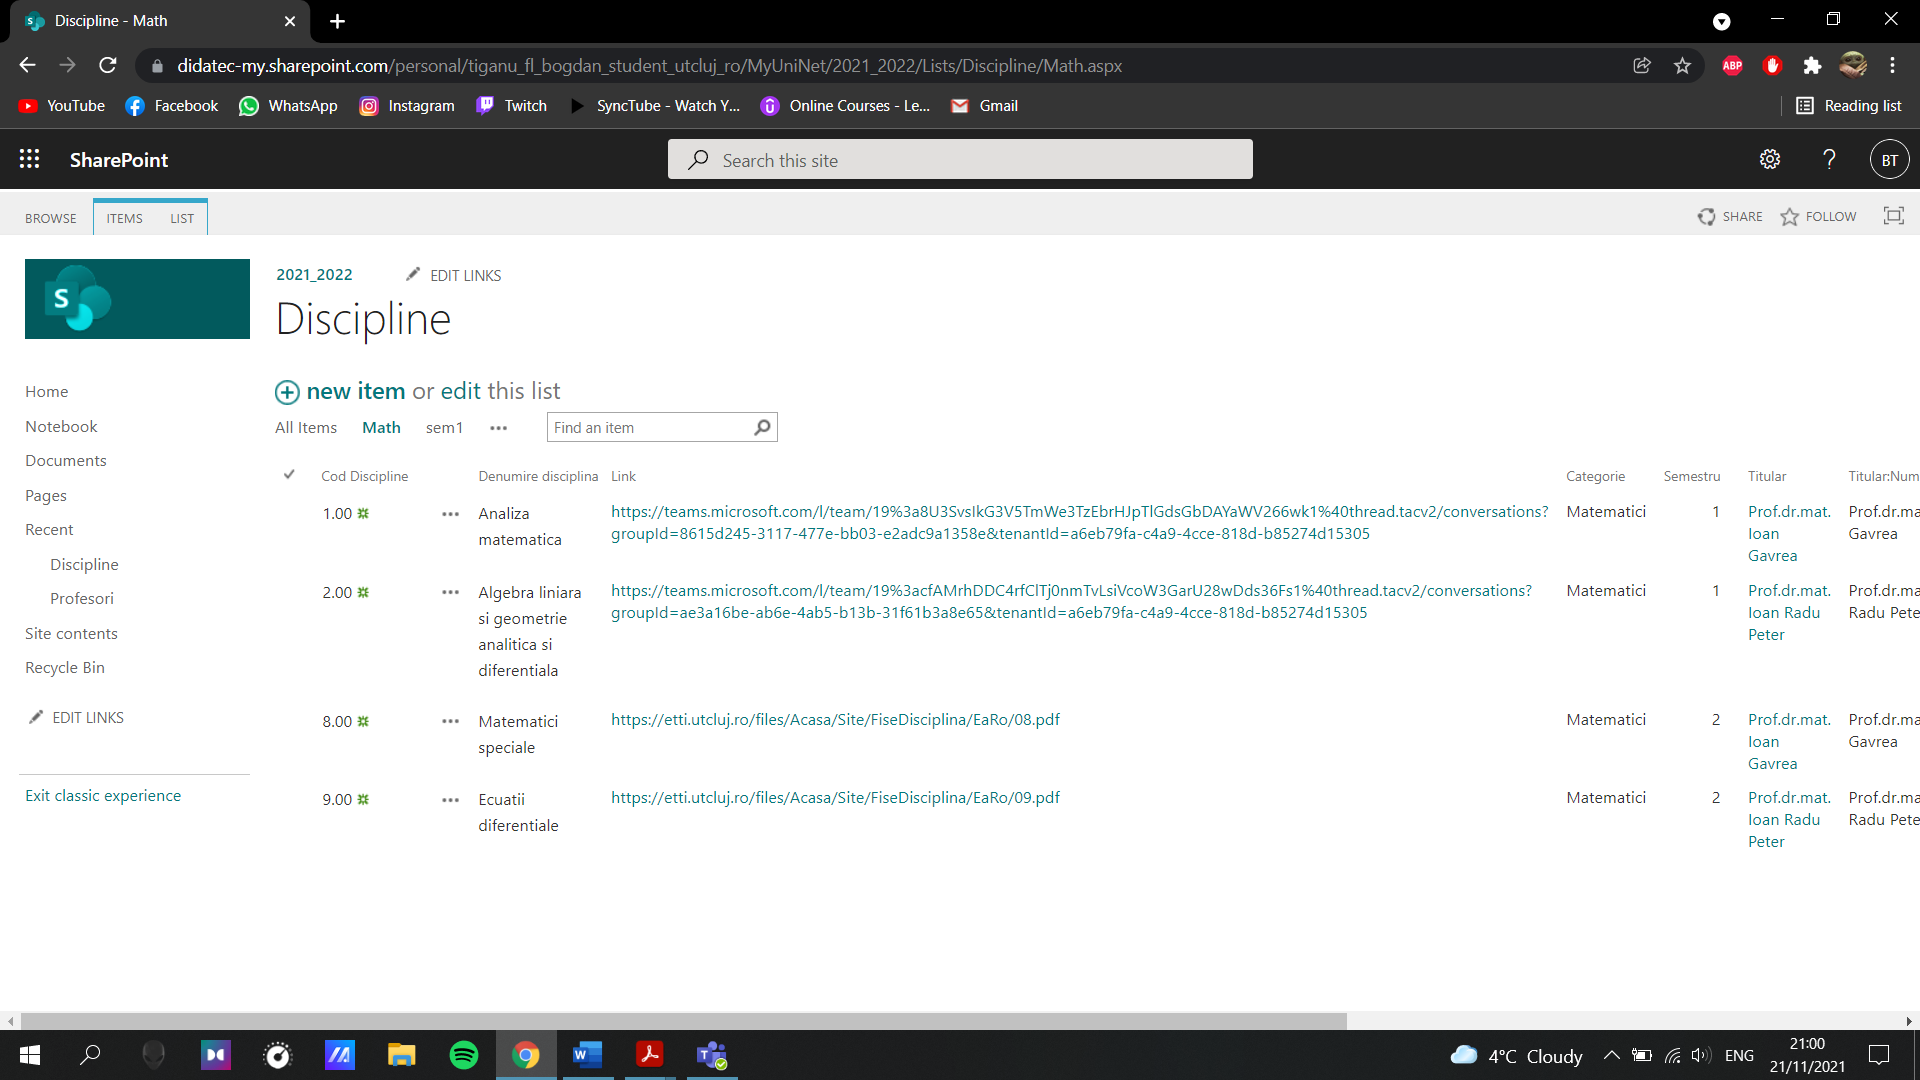 Discipline - Math
didatec-my.sharepoint.com/personal/tiganu_fl_bogdan_student_utcluj_ro/MyUniNet/2021_2022/Lists/Discipline/Math.aspx
ABP
YouTube Facebook WhatsApp Instagram Twitch SyncTube - Watch Y... Online Courses - Le... Gmail Reading list
SharePoint Search this site ? BT
BROWSE ITEMS LIST SHARE FOLLOW
S
2021_2022 EDIT LINKS
Discipline
Home
Notebook
Documents
Pages
Recent
Discipline
Profesori
Site contents
Recycle Bin
EDIT LINKS
Exit classic experience
new item or edit this list
All Items Math sem1 ••• Find an item
Cod Discipline Denumire disciplina Link Categorie Semestru Titular Titular:Num
1.00 ••• Analiza matematica https://teams.microsoft.com/l/team/19%3a8U3SvsIkG3V5TmWe3TzEbrHJpTlGdsGbDAYaWV266wk1%40thread.tacv2/conversations? Matematici 1 Prof.dr.mat. Prof.dr.ma
groupId=8615d245-3117-477e-bb03-e2adc9a1358e&tenantId=a6eb79fa-c4a9-4cce-818d-b85274d15305 Ioan Gavrea
Gavrea
2.00 ••• Algebra liniara https://teams.microsoft.com/l/team/19%3acfAMrhDDC4rfClTj0nmTvLsiVcoW3GarU28wDds36Fs1%40thread.tacv2/conversations? Matematici 1 Prof.dr.mat. Prof.dr.ma
si geometrie groupId=ae3a16be-ab6e-4ab5-b13b-31f61b3a8e65&tenantId=a6eb79fa-c4a9-4cce-818d-b85274d15305 Ioan Radu Radu Pete
analitica si Peter
diferentiala
8.00 ••• Matematici https://etti.utcluj.ro/files/Acasa/Site/FiseDisciplina/EaRo/08.pdf Matematici 2 Prof.dr.mat. Prof.dr.ma
speciale Ioan Gavrea
Gavrea
9.00 ••• Ecuatii https://etti.utcluj.ro/files/Acasa/Site/FiseDisciplina/EaRo/09.pdf Matematici 2 Prof.dr.mat. Prof.dr.ma
diferentiale Ioan Radu Radu Pete
Peter
4°C Cloudy ENG 21:00
21/11/2021